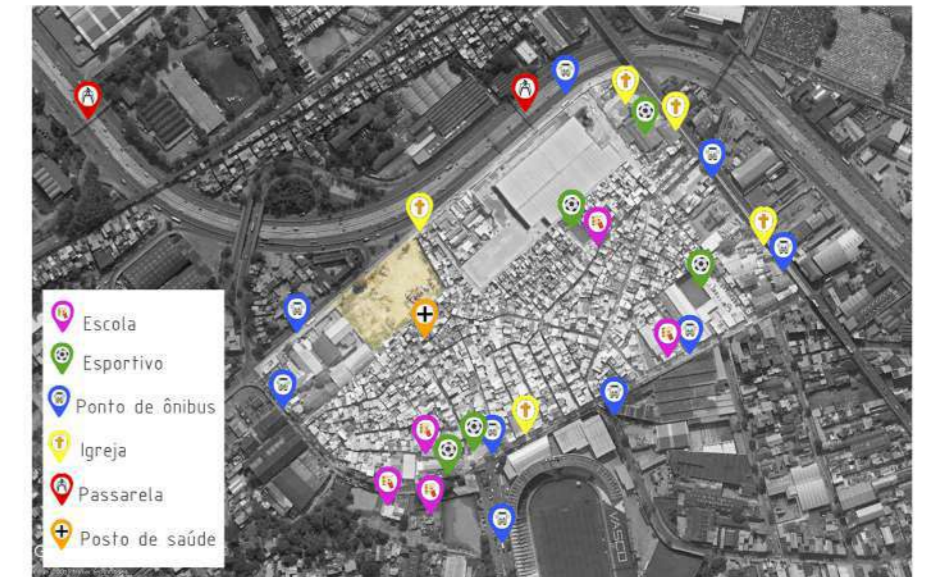 Escola
Esportivo
Ponto de ônibus
Igreja
Passarela
Posto de saúde
VASCO